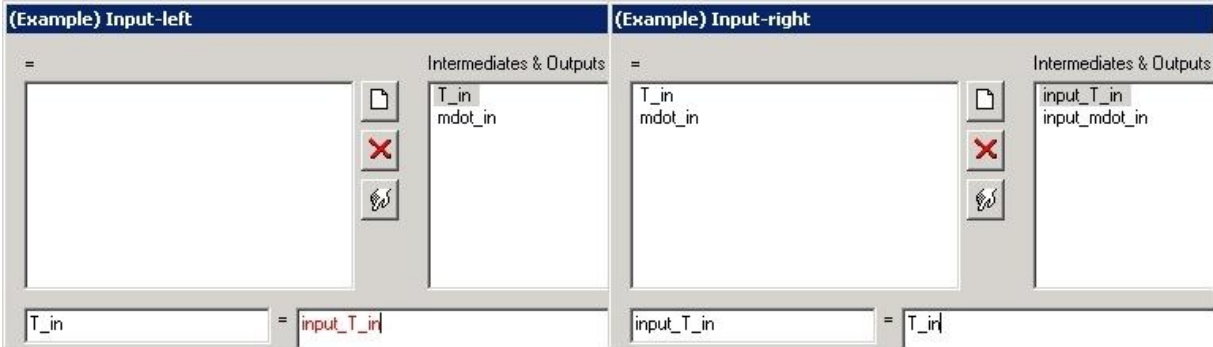 (Example) Input-left
=
Intermediates & Outputs
T_in
mdot_in
T_in
=
input_T_in
(Example) Input-right
=
Intermediates & Outputs
T_in
mdot_in
input_T_in
input_mdot_in
input_T_in
=
T_in